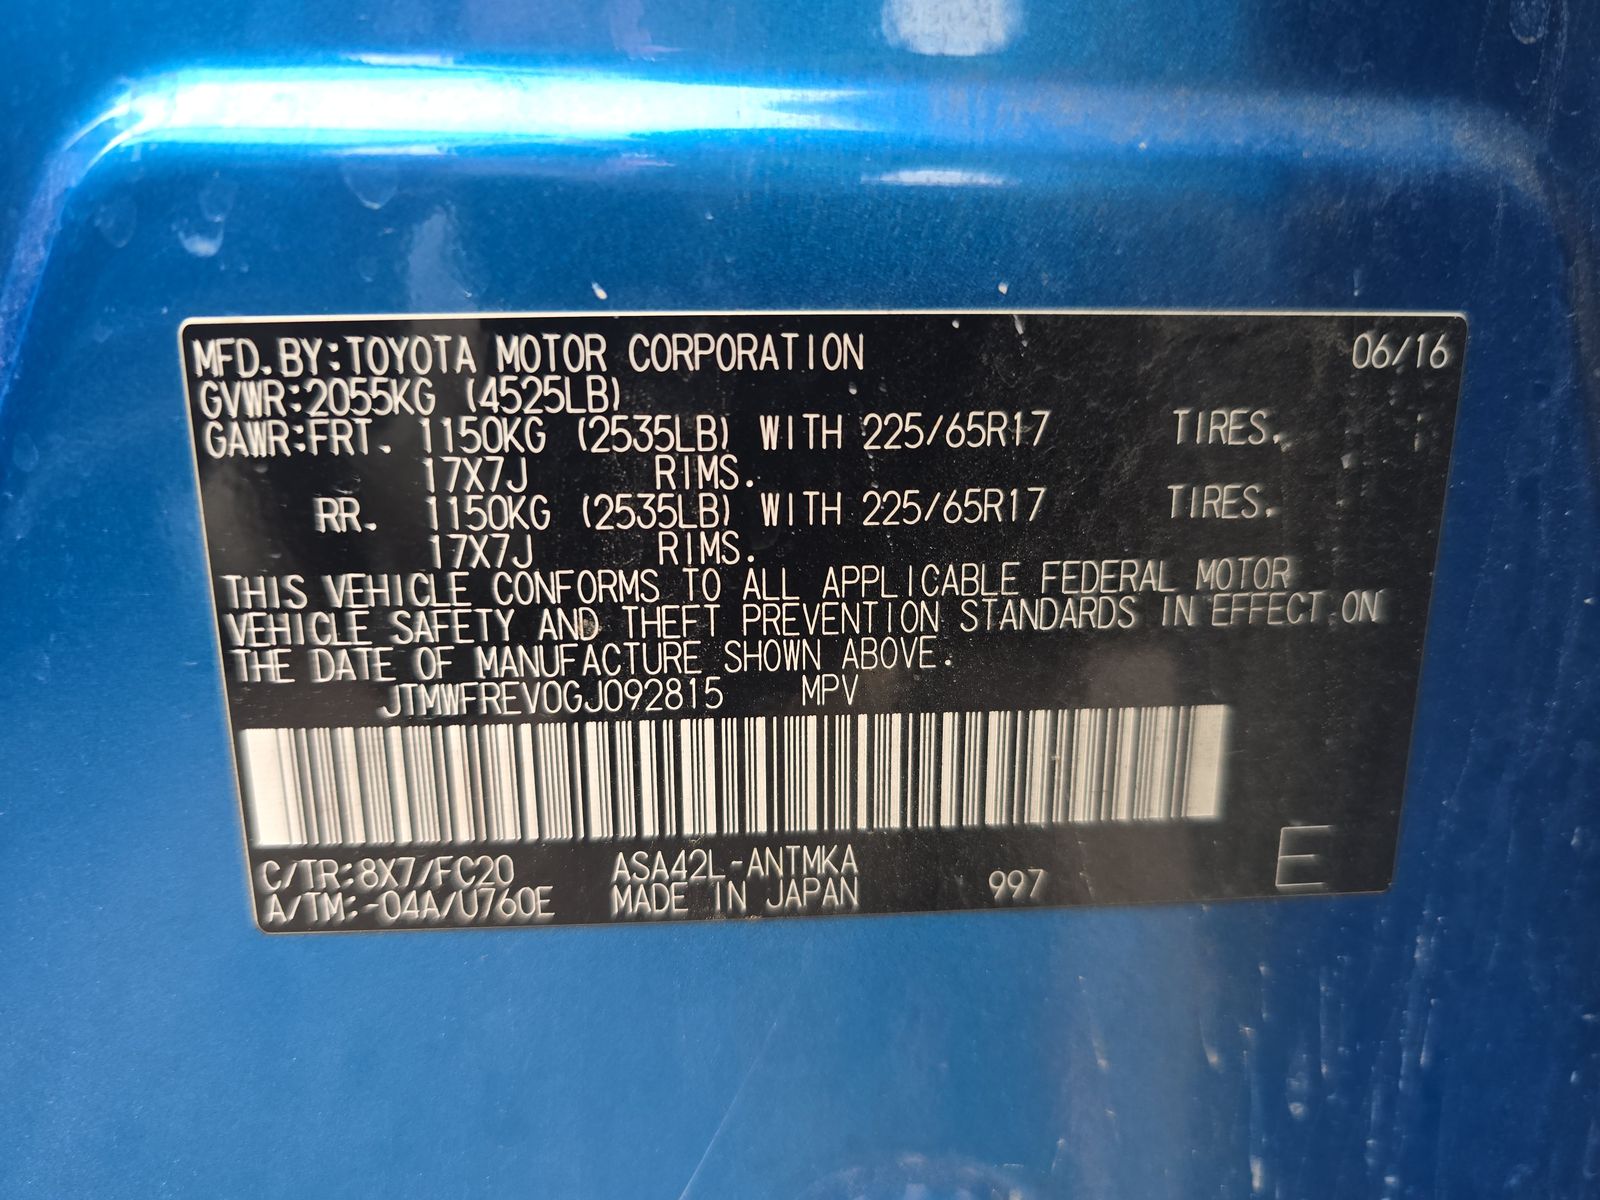 MFD.BY:TOYOTA MOTOR CORPORATION 06/16
GVWR:2055KG (4525LB)
GAWR:FRT. 1150KG (2535LB) WITH 225/65R17 TIRES.
17X7J RIMS.
RR. 1150KG (2535LB) WITH 225/65R17 TIRES.
17X7J RIMS.
THIS VEHICLE CONFORMS TO ALL APPLICABLE FEDERAL MOTOR
VEHICLE SAFETY AND THEFT PREVENTION STANDARDS IN EFFECT ON
THE DATE OF MANUFACTURE SHOWN ABOVE.
JTMWFREV0GJ092815 MPV
C/TR:8X7/FC20 ASA42L-ANTMKA
A/TM:-04A/U760E MADE IN JAPAN 997 E